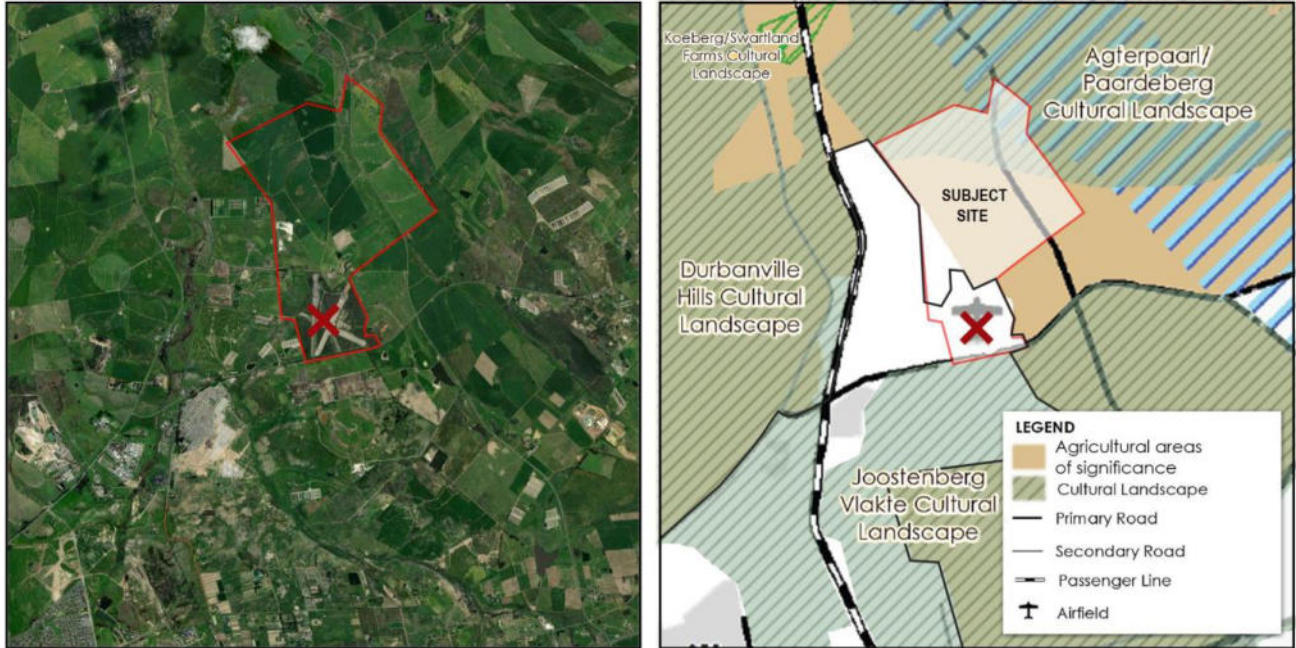 Koeberg/Swartland
Farms Cultural
Landscape
Agterpaarl/
Paardeberg
Cultural Landscape
SUBJECT
SITE
Durbanville
Hills Cultural
Landscape
Joostenberg
Vlakte Cultural
Landscape
LEGEND
Agricultural areas
of significance
Cultural Landscape
Primary Road
Secondary Road
Passenger Line
Airfield